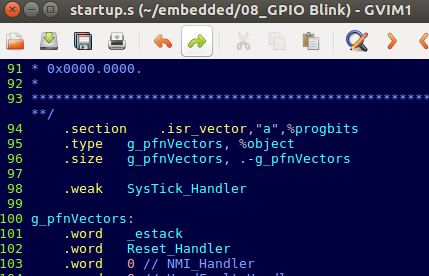 startup.s (~/embedded/08_GPIO Blink) - GVIM1
91 * 0x0000.0000.
92 *
93 *****************************************************
**/
94 .section .isr_vector,"a",%progbits
95 .type g_pfnVectors, %object
96 .size g_pfnVectors, .-g_pfnVectors
97
98 .weak SysTick_Handler
99
100 g_pfnVectors:
101 .word _estack
102 .word Reset_Handler
103 .word 0 // NMI_Handler